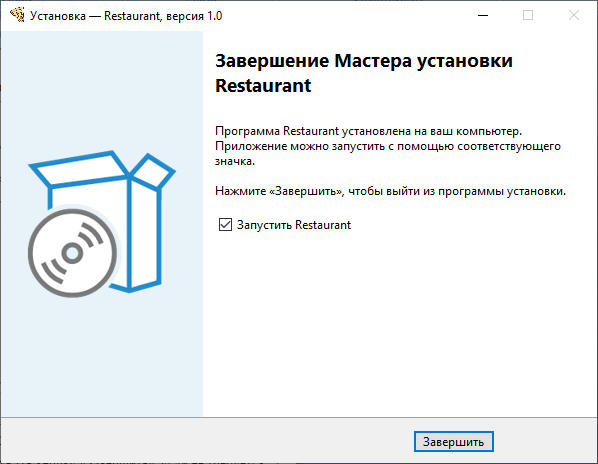 Установка — Restaurant, версия 1.0
Завершение Мастера установки
Restaurant
Программа Restaurant установлена на ваш компьютер.
Приложение можно запустить с помощью соответствующего
значка.
Нажмите «Завершить», чтобы выйти из программы установки.
Запустить Restaurant
Завершить